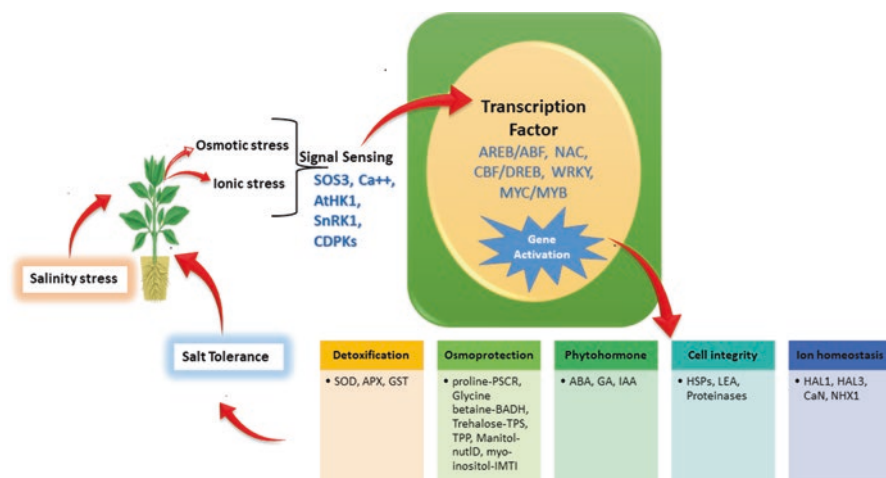 Salinity stress
Osmotic stress
Ionic stress
Signal Sensing
SOS3, Ca++,
AtHK1,
SnRK1,
CDPKs
Transcription
Factor
AREB/ABF, NAC,
CBF/DREB, WRKY,
MYC/MYB
Gene
Activation
Salt Tolerance
Detoxification
• SOD, APX, GST
Osmoprotection
• proline-PSCR,
Glycine
betaine-BADH,
Trehalose-TPS,
TPP, Manitol-
nutlD, myo-
inositol-IMTI
Phytohormone
• ABA, GA, IAA
Cell integrity
• HSPs, LEA,
Proteinases
Ion homeostasis
• HAL1, HAL3,
CaN, NHX1